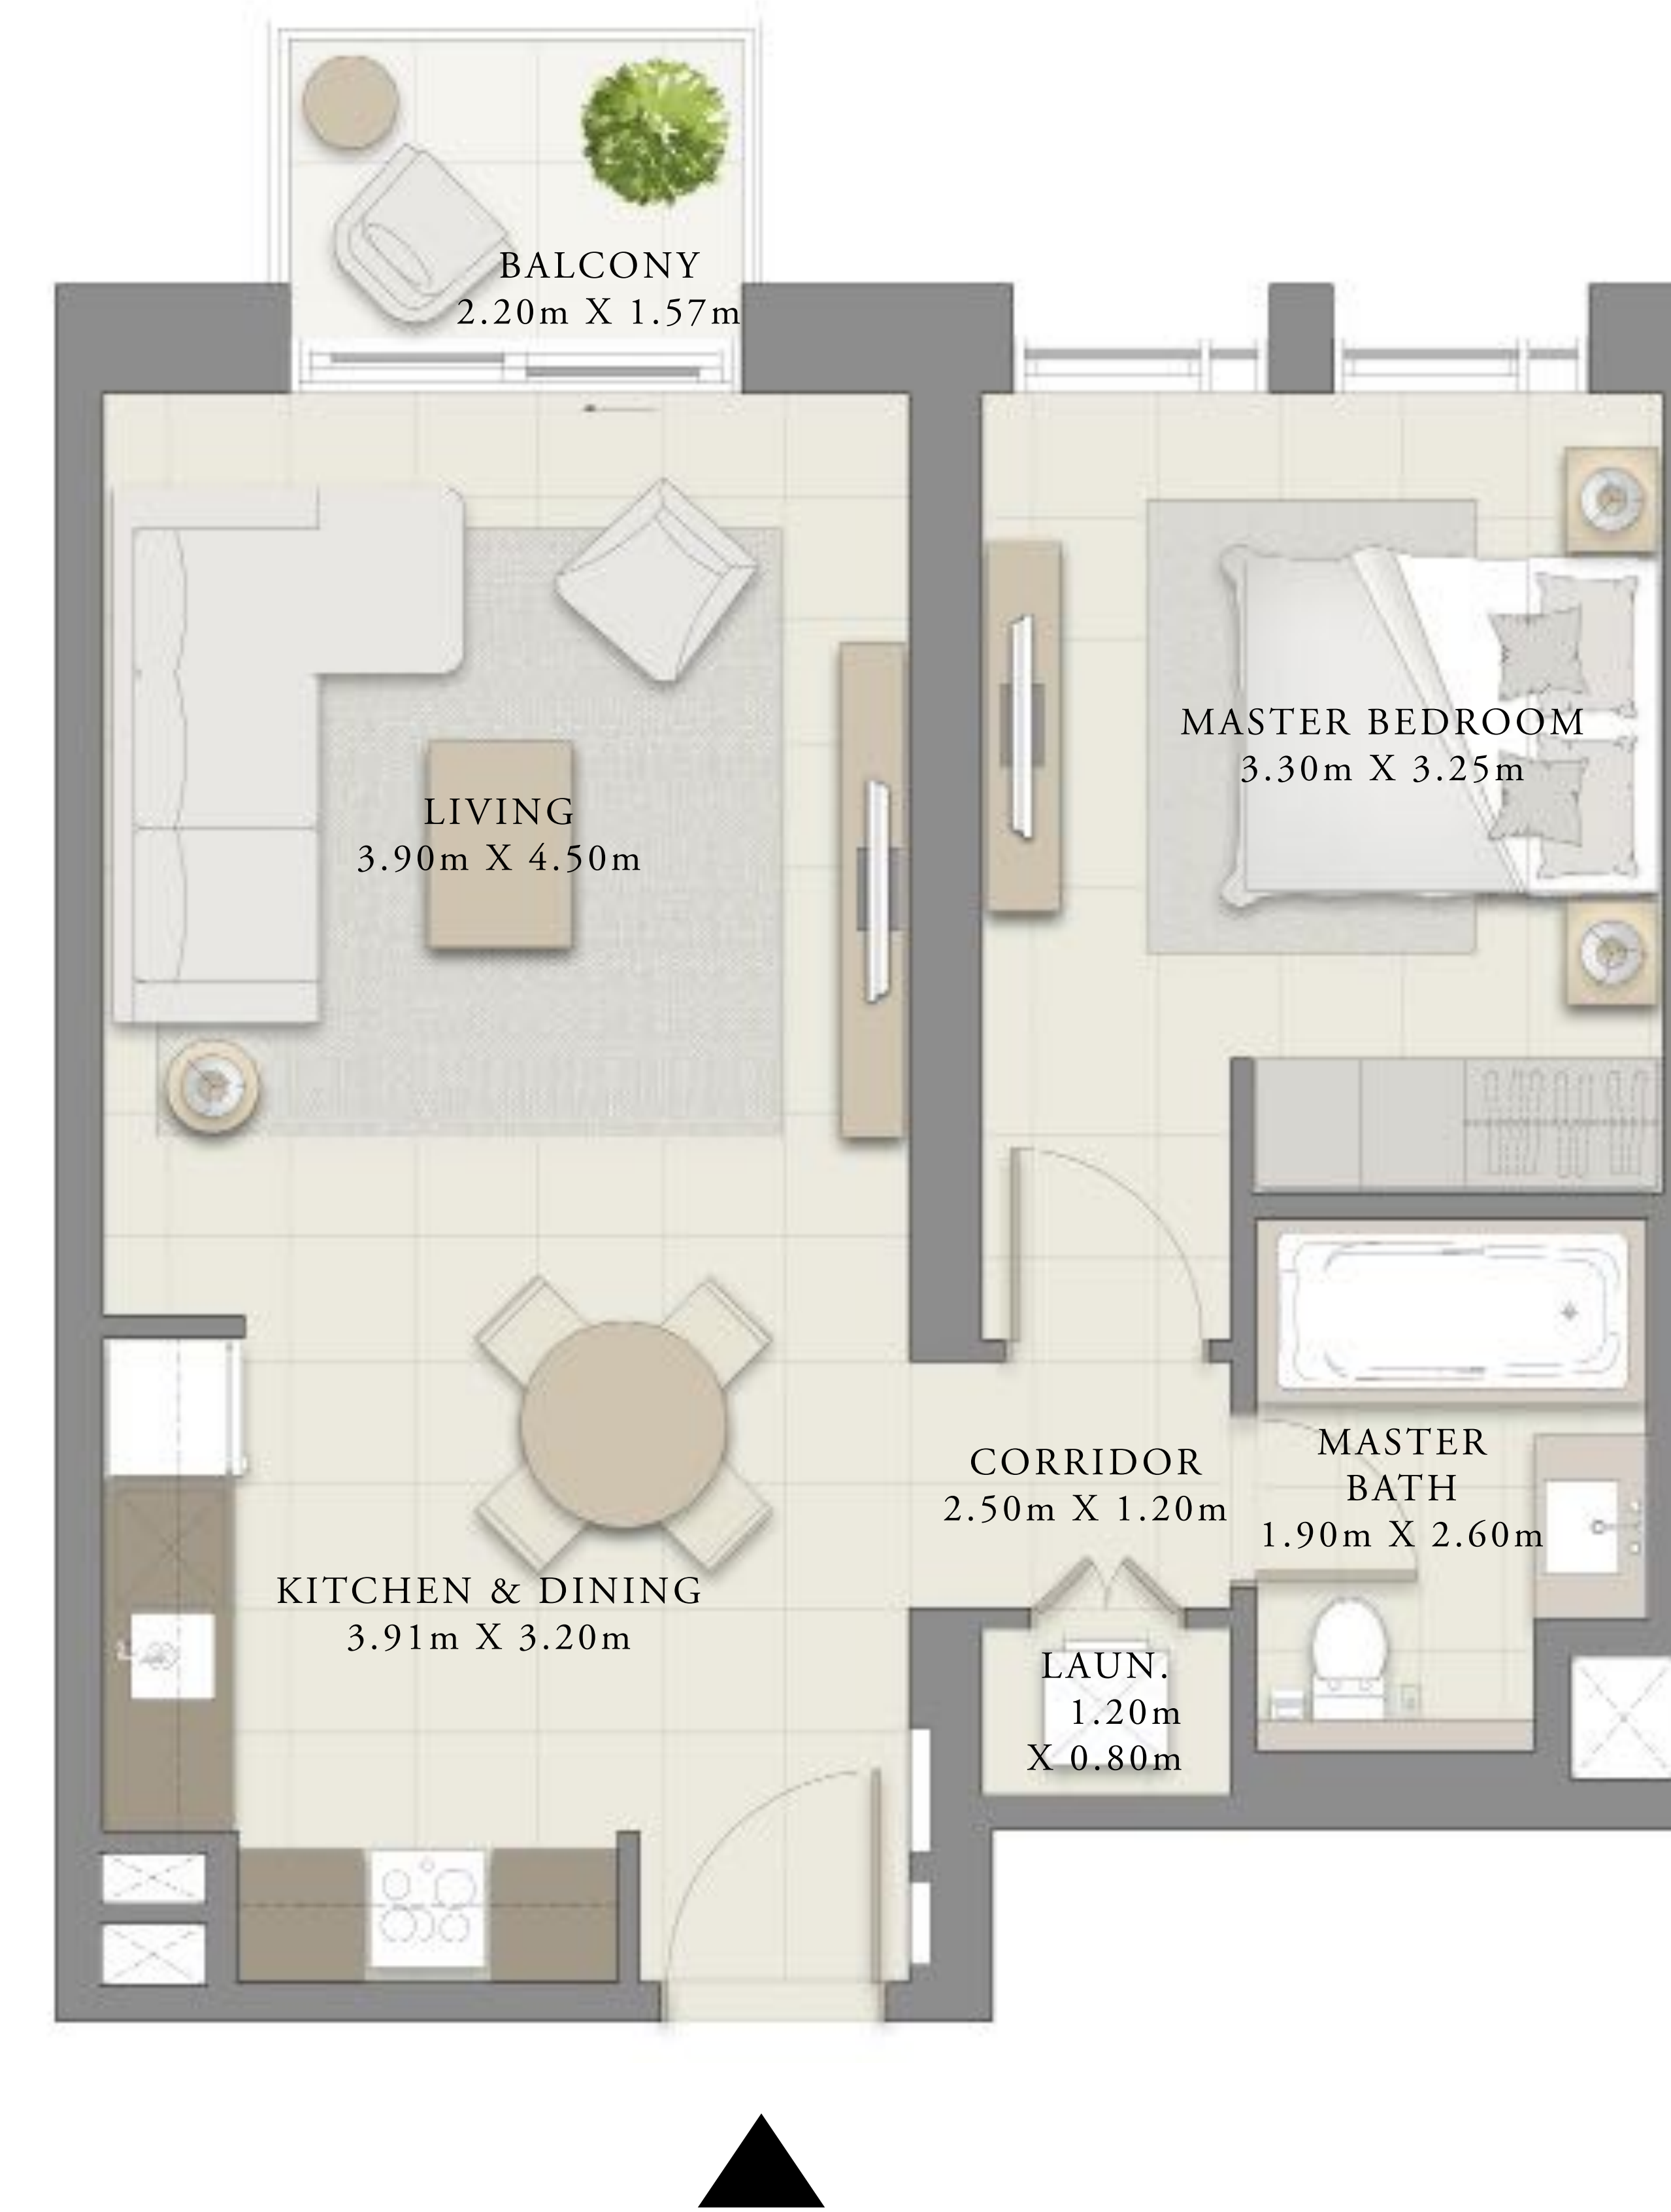 BALCONY
2.20m X 1.57m
MASTER BEDROOM
3.30m X 3.25m
LIVING
3.90m X 4.50m
CORRIDOR
2.50m X 1.20m
MASTER
BATH
1.90m X 2.60m
KITCHEN & DINING
3.91m X 3.20m
LAUN.
1.20m
X 0.80m